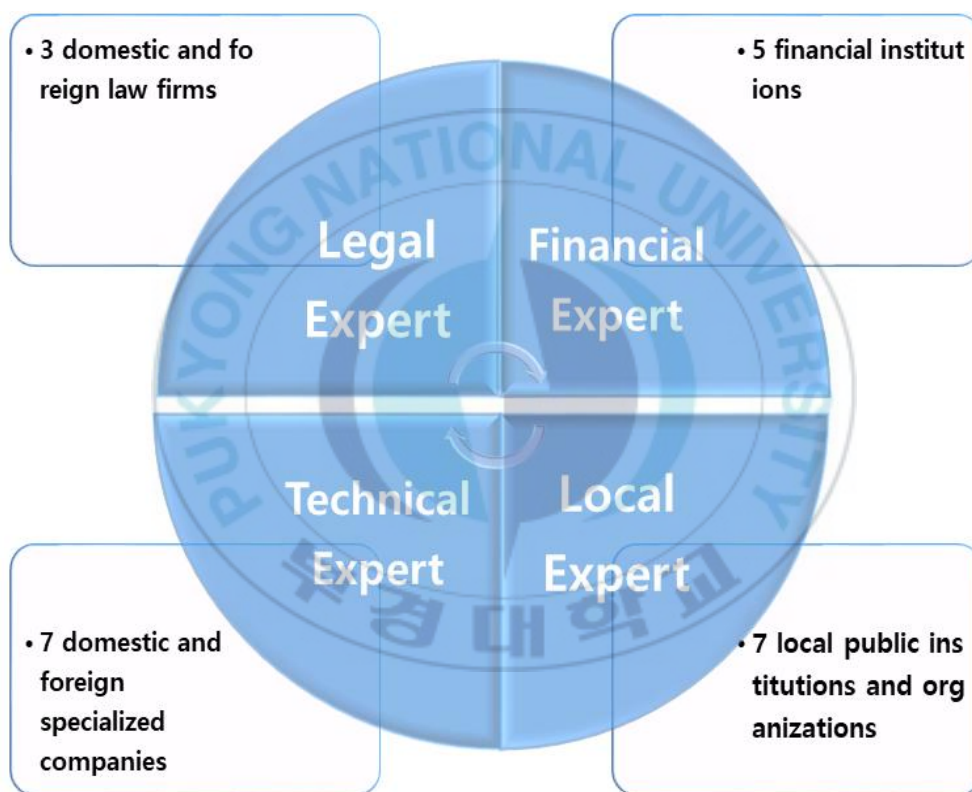 • 3 domestic and fo
reign law firms
• 5 financial institut
ions
Legal
Expert
Financial
Expert
Technical
Expert
Local
Expert
• 7 domestic and
foreign
specialized
companies
• 7 local public ins
titutions and org
anizations
PUKYONG NATIONAL UNIVERSITY
부경대학교